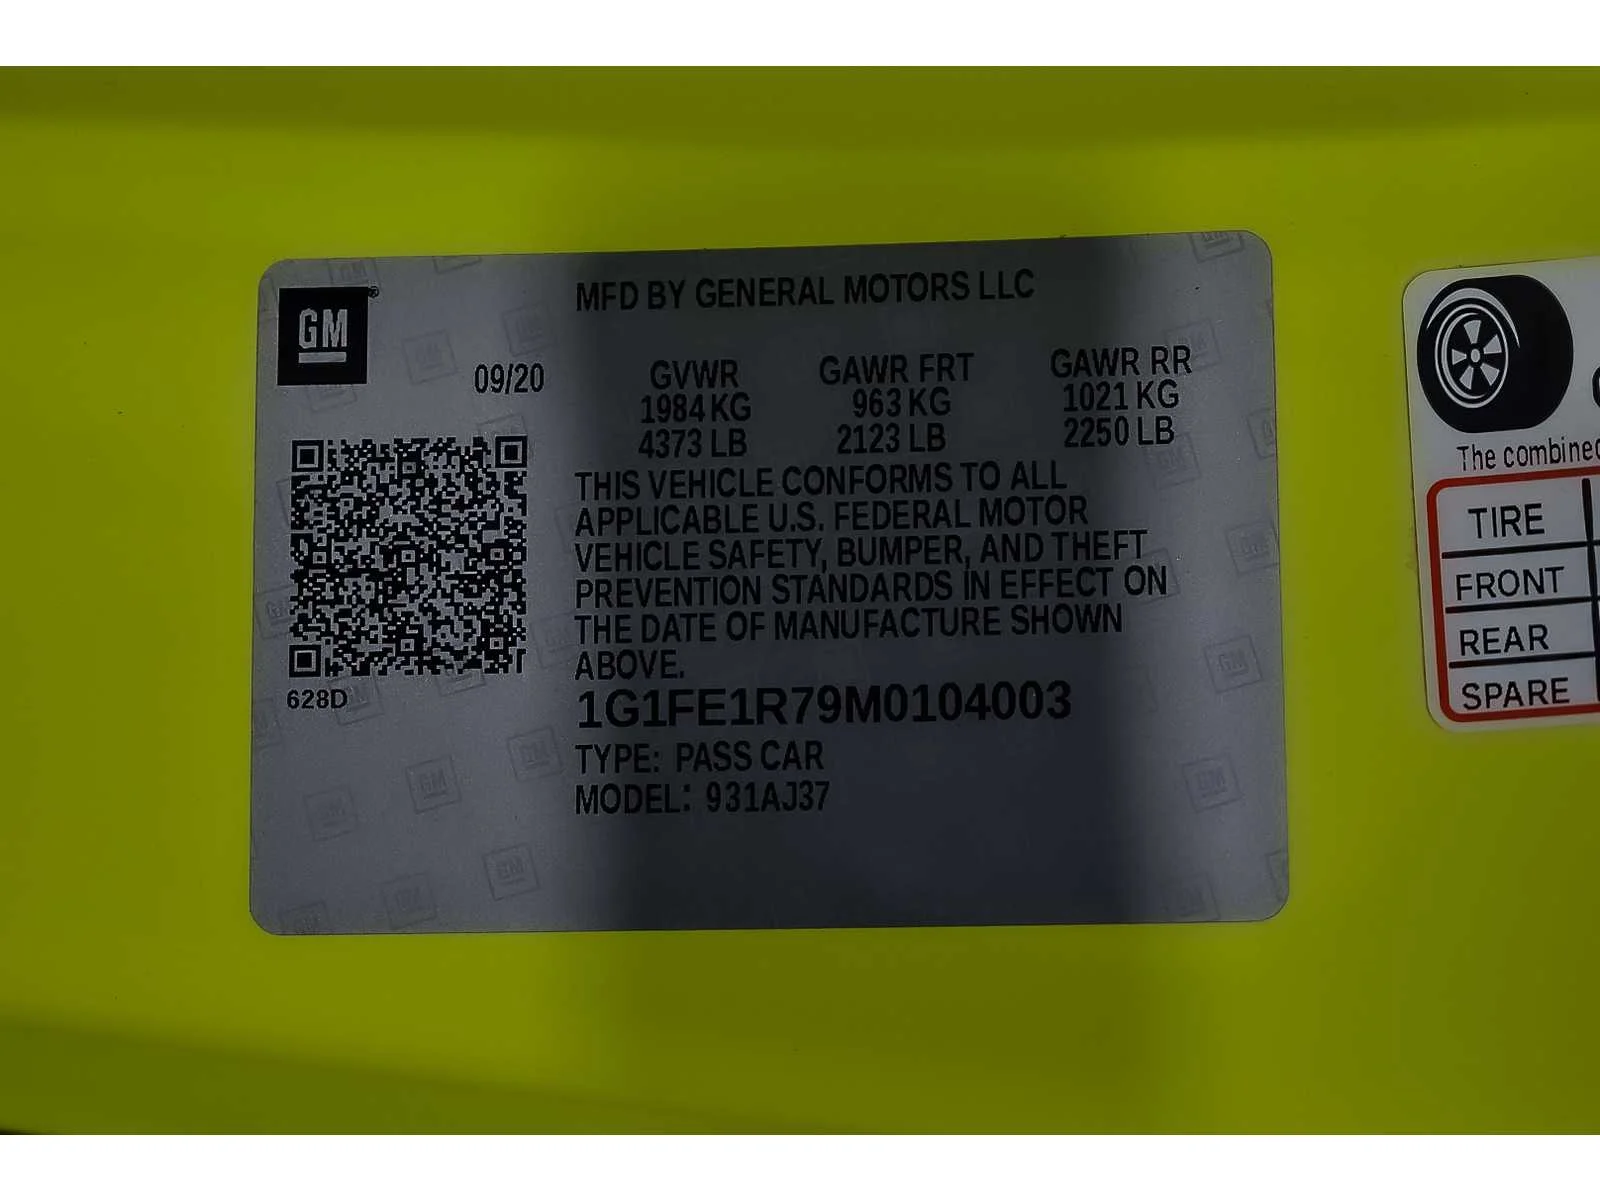 GM®
MFD BY GENERAL MOTORS LLC
09/20
GVWR GAWR FRT GAWR RR
1984 KG 963 KG 1021 KG
4373 LB 2123 LB 2250 LB
THIS VEHICLE CONFORMS TO ALL
APPLICABLE U.S. FEDERAL MOTOR
VEHICLE SAFETY, BUMPER, AND THEFT
PREVENTION STANDARDS IN EFFECT ON
THE DATE OF MANUFACTURE SHOWN
ABOVE.
628D
1G1FE1R79M0104003
TYPE: PASS CAR
MODEL: 931AJ37
The combined
TIRE
FRONT
REAR
SPARE